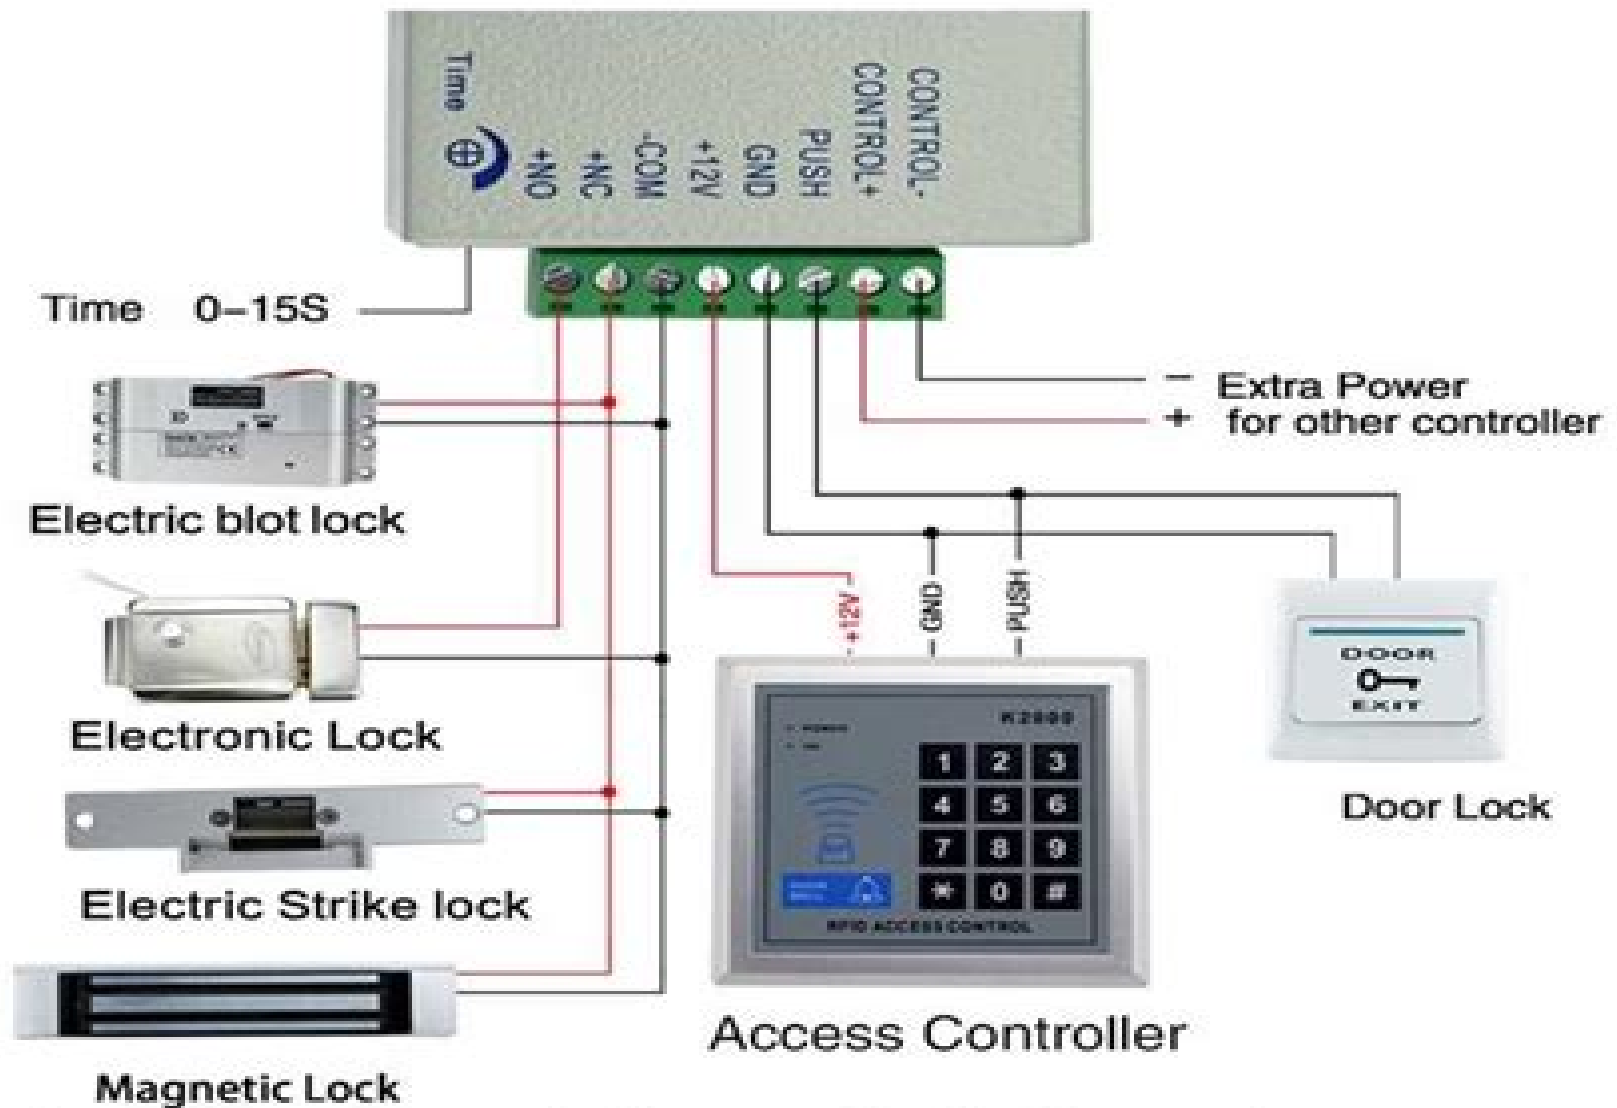 Time
+NO
+NC
-COM
+12V
GND
PUSH
CONTROL+
CONTROL-
Time 0-15S
− Extra Power
+ for other controller
Electric blot lock
+12V
GND
PUSH
Electronic Lock
DOOR
EXIT
Door Lock
K2000
POWER
1 2 3
4 5 6
7 8 9
* 0 #
RFID ACCESS CONTROL
Electric Strike lock
Access Controller
Magnetic Lock